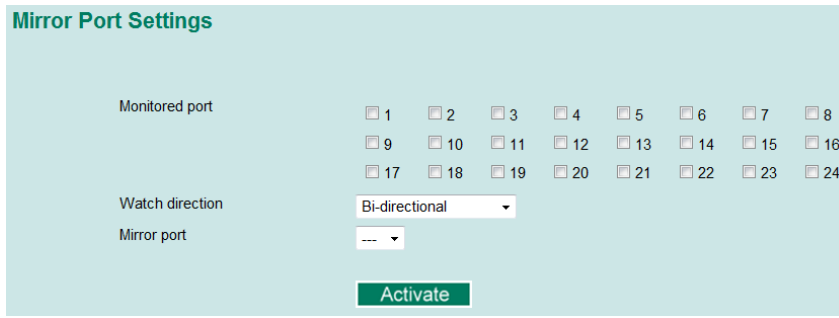 Mirror Port Settings
Monitored port
1 2 3 4 5 6 7 8
9 10 11 12 13 14 15 16
17 18 19 20 21 22 23 24
Watch direction Bi-directional
Mirror port ---
Activate